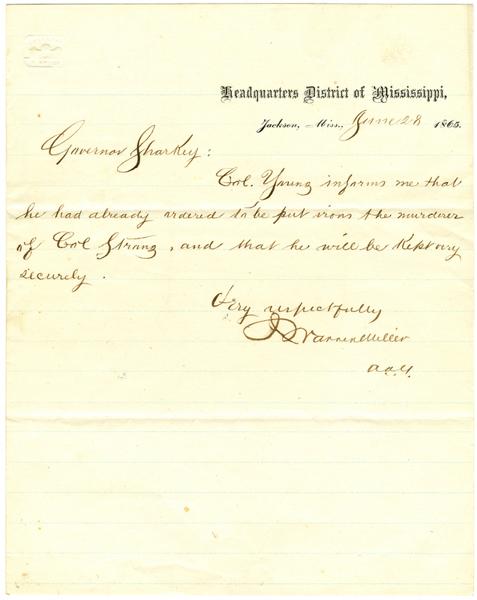 Headquarters District of Mississippi,
Jackson, Miss., June 28 1865.
Governor Sharkey:
Col. Young informs me that
he had already ordered to be put irons the murderer
of Col Strong, and that he will be kept very
securely.
Very respectfully
Warren Miller